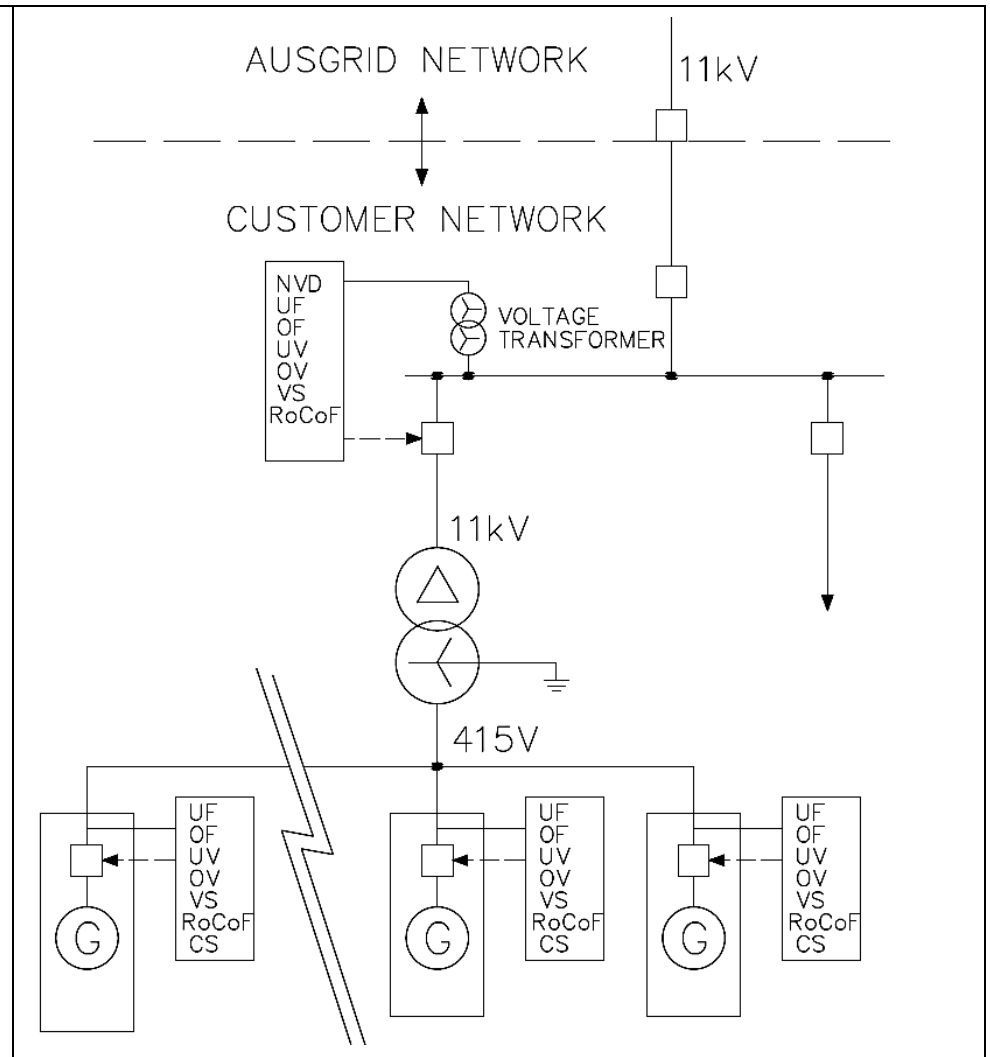 AUSGRID NETWORK
11kV
CUSTOMER NETWORK
NVD
UF
OF
UV
OV
VS
RoCoF
VOLTAGE
TRANSFORMER
11kV
415V
UF
OF
UV
OV
VS
RoCoF
CS
G
UF
OF
UV
OV
VS
RoCoF
CS
G
UF
OF
UV
OV
VS
RoCoF
CS
G